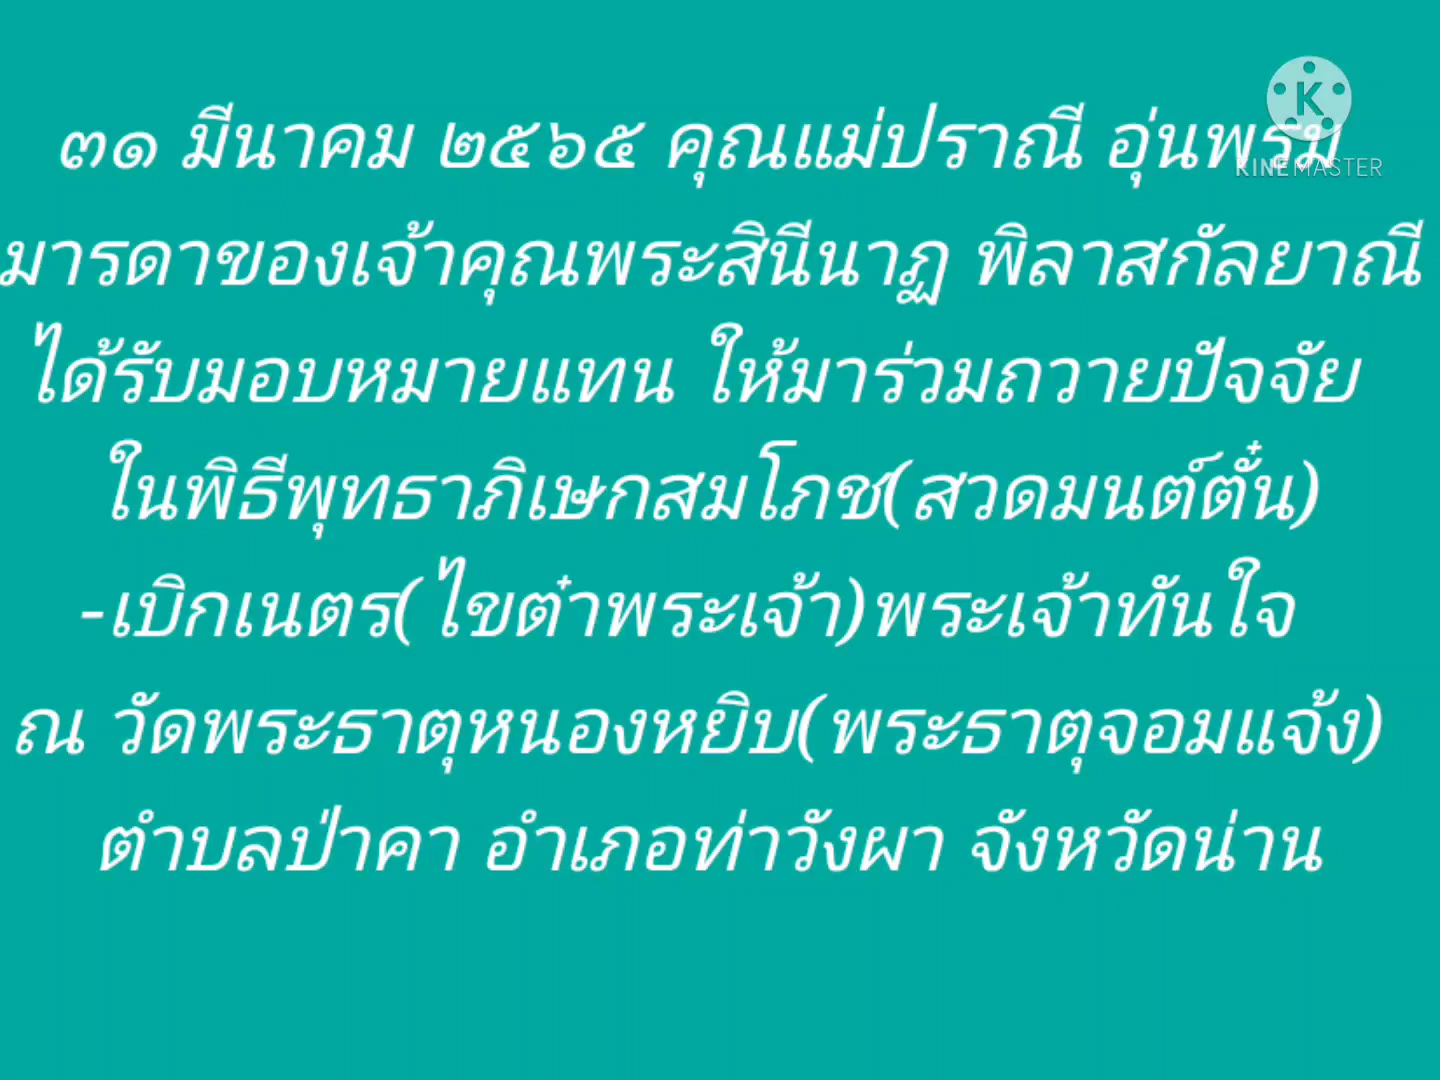 ๓๑ มีนาคม ๒๕๖๕ คุณแม่ปราณี อุ่นพรม
มารดาของเจ้าคุณพระสินีนาฏ พิลาสกัลยาณี
ได้รับมอบหมายแทน ให้มาร่วมถวายปัจจัย
ในพิธีพุทธาภิเษกสมโภช(สวดมนต์ตั๋น)
-เบิกเนตร(ไขต๋าพระเจ้า)พระเจ้าทันใจ
ณ วัดพระธาตุหนองหยิบ(พระธาตุจอมแจ้ง)
ตำบลป่าคา อำเภอท่าวังผา จังหวัดน่าน
K
KINEMASTER